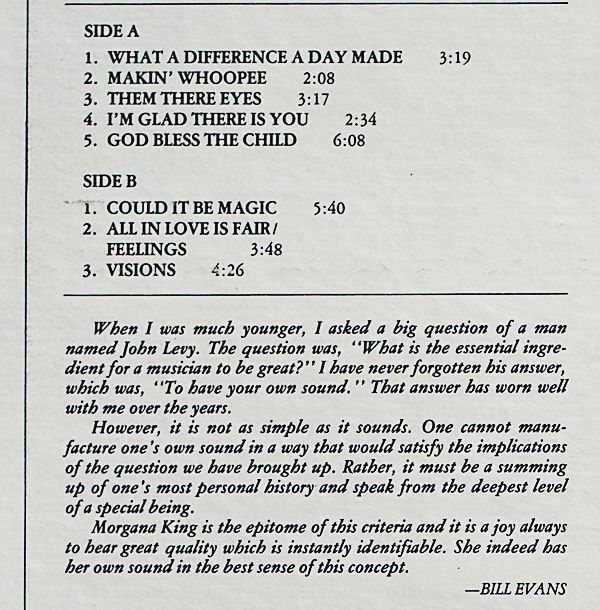 SIDE A
1. WHAT A DIFFERENCE A DAY MADE 3:19
2. MAKIN' WHOOPEE 2:08
3. THEM THERE EYES 3:17
4. I'M GLAD THERE IS YOU 2:34
5. GOD BLESS THE CHILD 6:08
SIDE B
1. COULD IT BE MAGIC 5:40
2. ALL IN LOVE IS FAIR/
FEELINGS 3:48
3. VISIONS 4:26
When I was much younger, I asked a big question of a man
named John Levy. The question was, "What is the essential ingre-
dient for a musician to be great?" I have never forgotten his answer,
which was, "To have your own sound." That answer has worn well
with me over the years.
However, it is not as simple as it sounds. One cannot manu-
facture one's own sound in a way that would satisfy the implications
of the question we have brought up. Rather, it must be a summing
up of one's most personal history and speak from the deepest level
of a special being.
Morgana King is the epitome of this criteria and it is a joy always
to hear great quality which is instantly identifiable. She indeed has
her own sound in the best sense of this concept.
—BILL EVANS